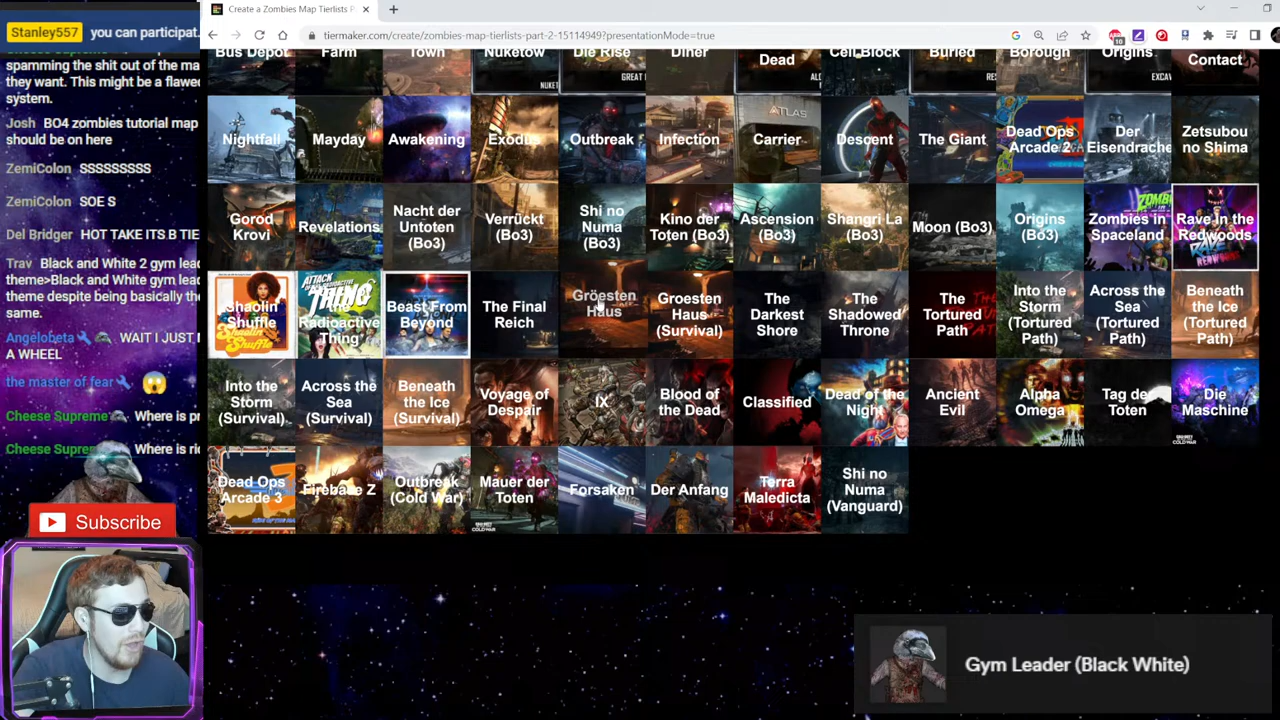 Create a Zombies Map Tierlists
tiermaker.com/create/zombies-map-tierlists-part-2-15114949?presentationMode=true
10
Stanley557 you can participat
spamming the shit out of the ma
they want. This might be a flawe
system.
Josh BO4 zombies tutorial map
should be on here
ZemiColon SSSSSSSSS
ZemiColon SOE S
Del Bridger HOT TAKE ITS B TIE
Trav Black and White 2 gym lea
theme>Black and White gym lea
theme despite being basically the
same.
Angelobeta WAIT I JUST
A WHEEL
the master of fear
Cheese Supreme Where is pr
Cheese Supreme Where is ri
Subscribe
Bus Depot
Farm
Town
Nuketown
NUKET
Die Rise
GREAT
Diner
Dead
Cell Block
Buried
Borough
Origins
EXCAV
Contact
Nightfall
Mayday
Awakening
Exodus
Outbreak
Infection
ATLAS
Carrier
Descent
The Giant
Dead Ops
Arcade 2
Der
Eisendrache
Zetsubou
no Shima
Gorod
Krovi
Revelations
Nacht der
Untoten
(Bo3)
Verrückt
(Bo3)
Shi no
Numa
(Bo3)
Kino der
Toten (Bo3)
Ascension
(Bo3)
Shangri La
(Bo3)
Moon (Bo3)
Origins
(Bo3)
Zombies in
Spaceland
Rave in the
Redwoods
Shaolin
Shuffle
The
Radioactive
Thing
Beast From
Beyond
The Final
Reich
Gröesten
Haus
Groesten
Haus
(Survival)
The
Darkest
Shore
The
Shadowed
Throne
The
Tortured
Path
Into the
Storm
(Tortured
Path)
Across the
Sea
(Tortured
Path)
Beneath
the Ice
(Tortured
Path)
Into the
Storm
(Survival)
Across the
Sea
(Survival)
Beneath
the Ice
(Survival)
Voyage of
Despair
IX
Blood of
the Dead
Classified
Dead of the
Night
Ancient
Evil
Alpha
Omega
Tag der
Toten
Die
Maschine
Dead Ops
Arcade 3
Firebase Z
Outbreak
(Cold War)
Mauer der
Toten
Forsaken
Der Anfang
Terra
Maledicta
Shi no
Numa
(Vanguard)
Gym Leader (Black White)